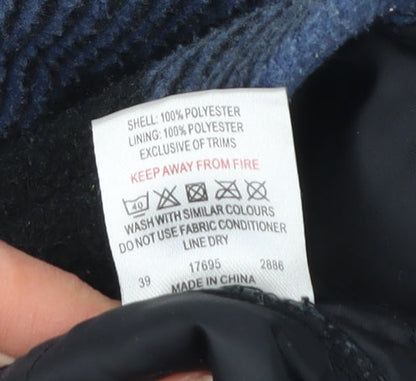 SHELL: 100% POLYESTER
LINING: 100% POLYESTER
EXCLUSIVE OF TRIMS
KEEP AWAY FROM FIRE
40
WASH WITH SIMILAR COLOURS
DO NOT USE FABRIC CONDITIONER
LINE DRY
39 17695 2886
MADE IN CHINA